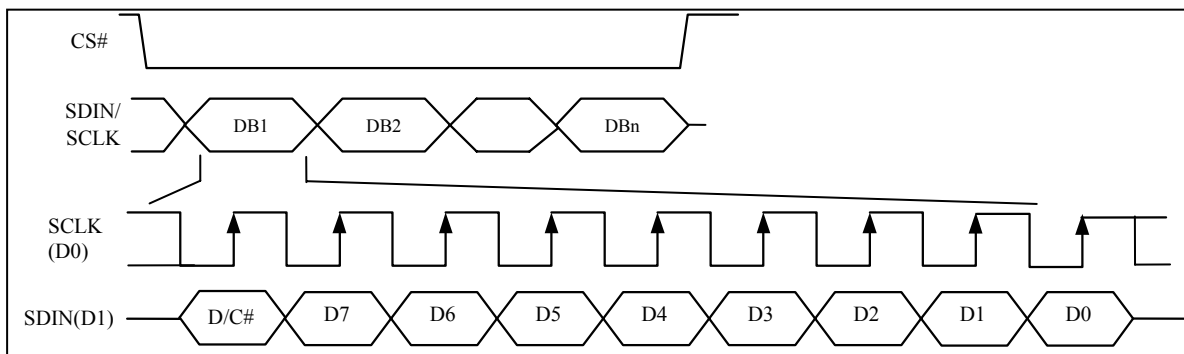 CS#
SDIN/
SCLK
DB1 DB2 DBn
SCLK
(D0)
SDIN(D1) D/C# D7 D6 D5 D4 D3 D2 D1 D0